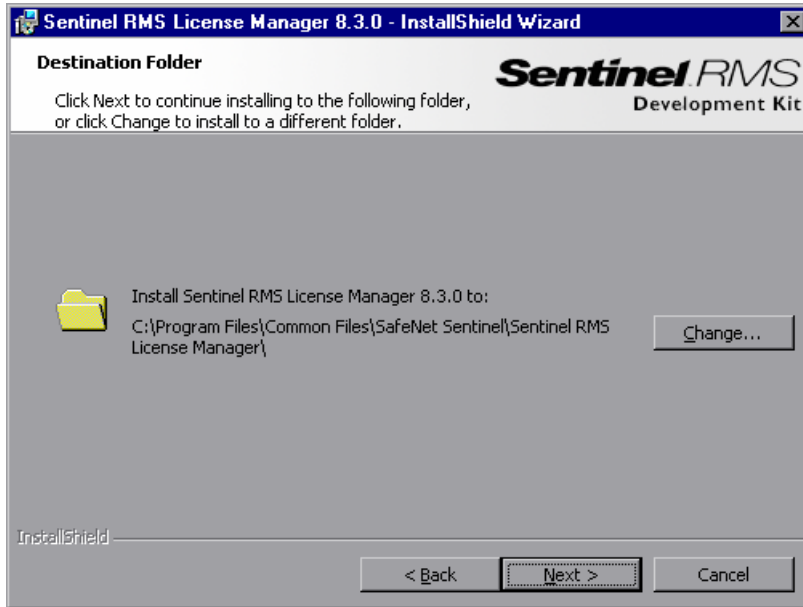 Sentinel RMS License Manager 8.3.0 - InstallShield Wizard
Destination Folder
Click Next to continue installing to the following folder,
or click Change to install to a different folder.
Sentinel RMS
Development Kit
Install Sentinel RMS License Manager 8.3.0 to:
C:\Program Files\Common Files\SafeNet Sentinel\Sentinel RMS
License Manager\
Change...
InstallShield
< Back
Next >
Cancel